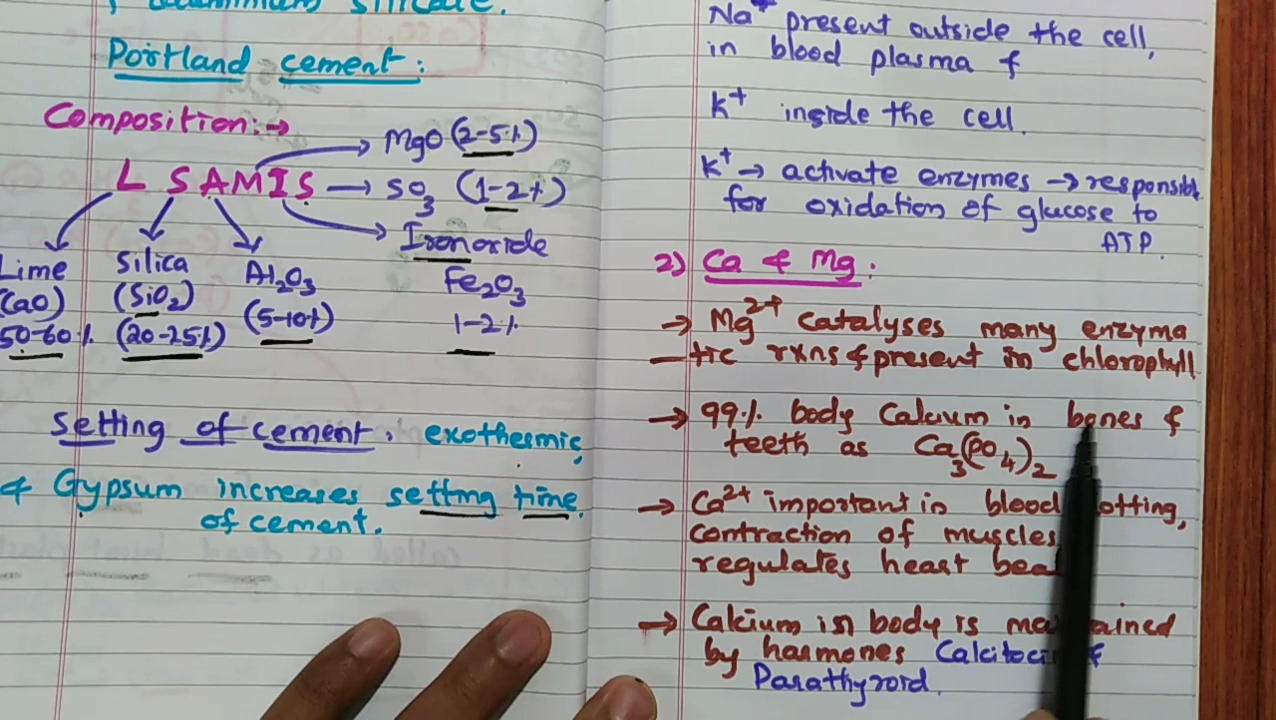 silicate.
Portland cement:
Composition:→
MgO (2-5%)
L S A M I S → SO₃ (1-2%)
Iron oxide
Fe₂O₃
1-2%
Lime
(CaO)
50-60%
Silica
(SiO₂)
(20-25%)
Al₂O₃
(5-10%)
Setting of cement. exothermic,
& Gypsum increases setting time.
of cement.
Na⁺ present outside the cell,
in blood plasma &
K⁺ inside the cell.
K⁺ → activate enzymes → responsible
for oxidation of glucose to
ATP.
2) Ca & Mg:
→ Mg²⁺ catalyses many enzyma
-tic rxns & present in chlorophyll
→ 99% body Calcium in bones &
teeth as Ca₃(PO₄)₂
→ Ca²⁺ important in blood
contraction of muscles
regulates heart
→ Calcium in body is
by harmones &
Parathyroid.